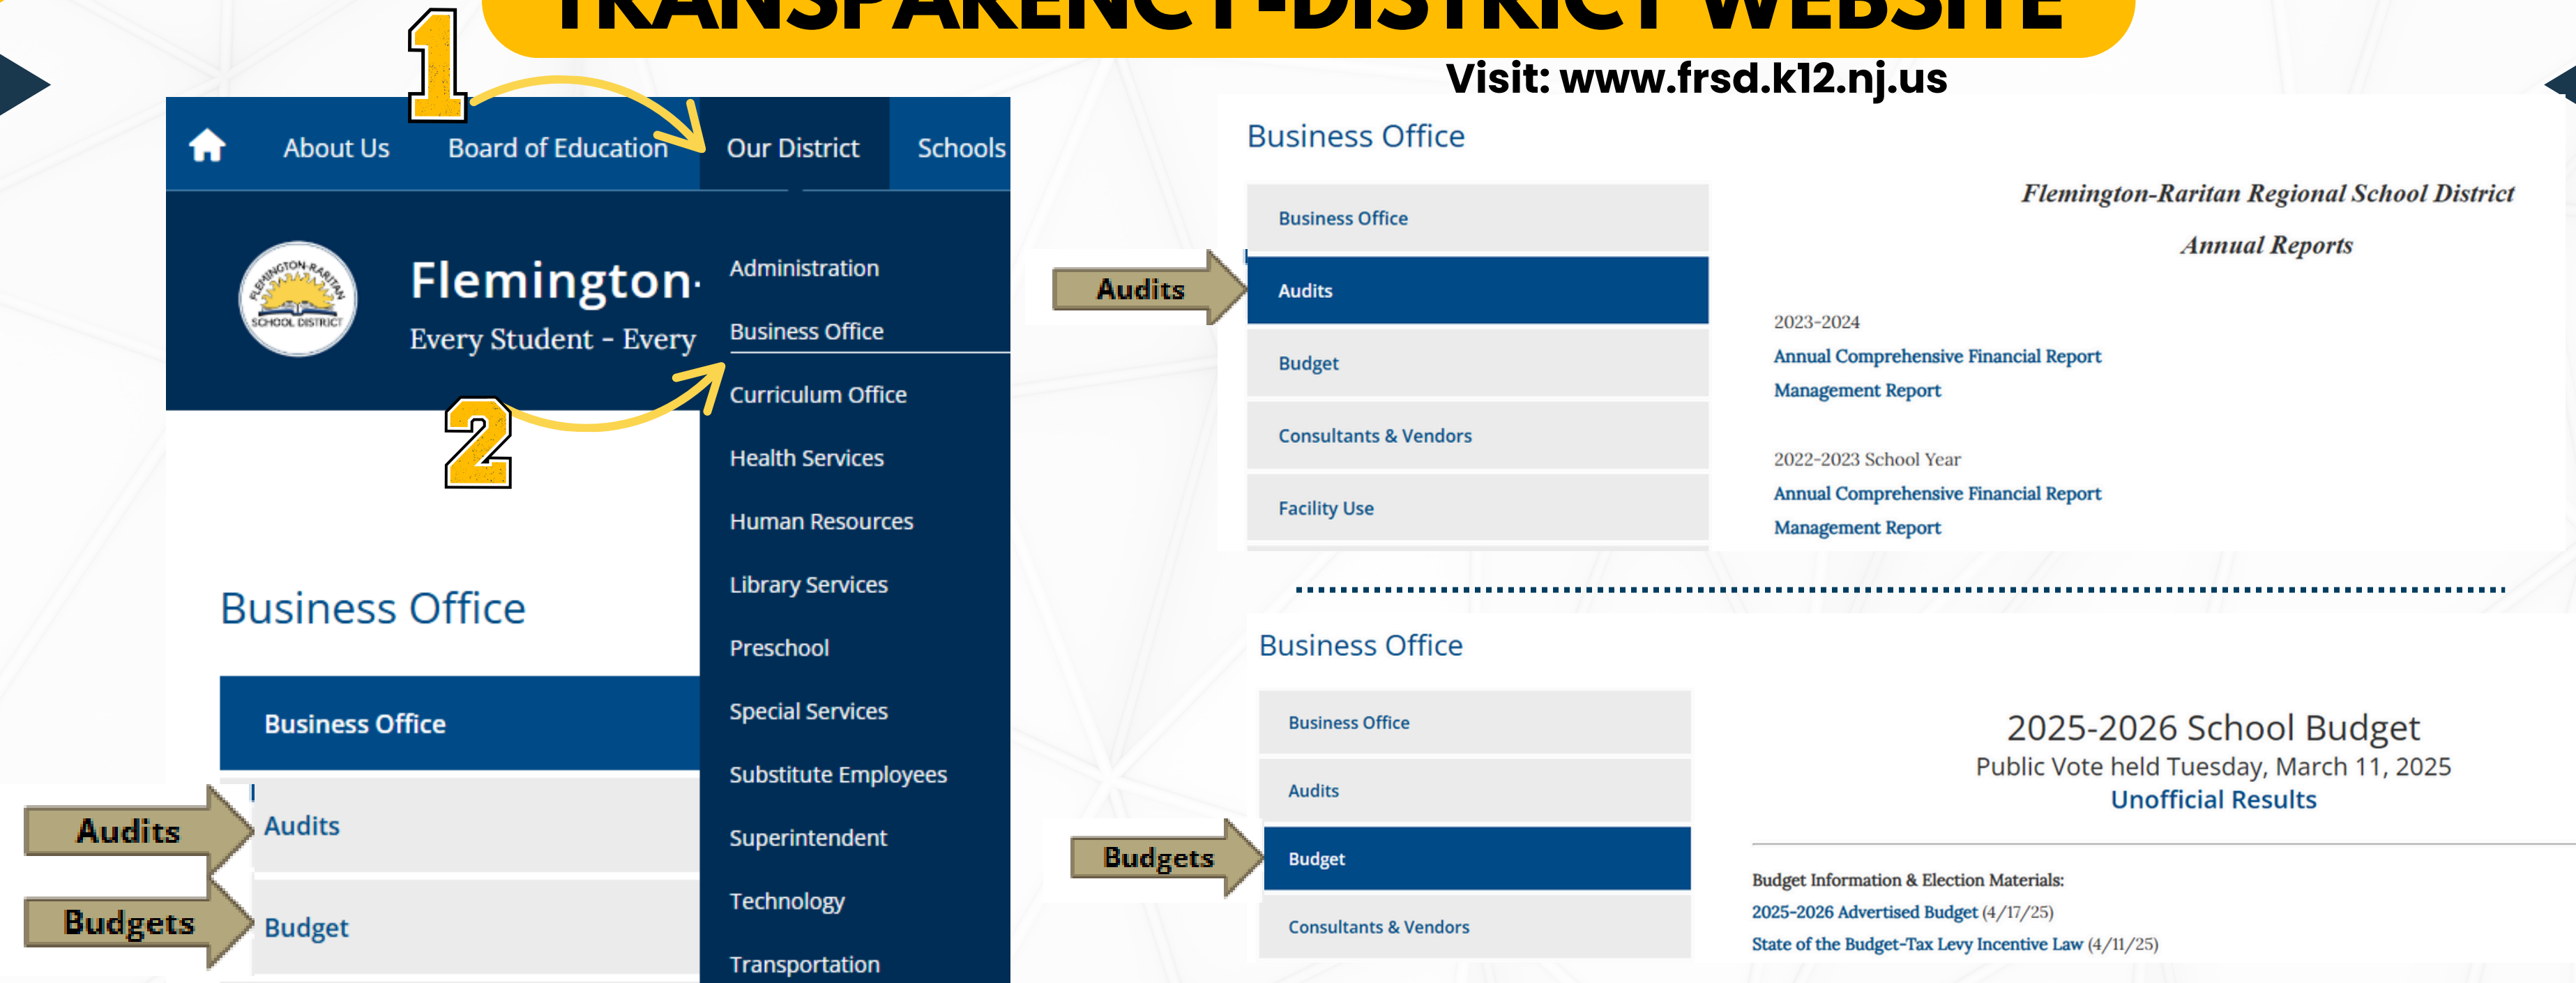 TRANSPARENCY-DISTRICT WEBSITE
Visit: www.frsd.k12.nj.us
1
About Us
Board of Education
Our District
Schools
FLEMINGTON-RARITAN
SCHOOL DISTRICT
Flemington-
Every Student - Every
Administration
Business Office
2
Curriculum Office
Health Services
Human Resources
Library Services
Preschool
Special Services
Substitute Employees
Superintendent
Technology
Transportation
Business Office
Business Office
Audits
Audits
Budgets
Budget
Business Office
Business Office
Audits
Audits
Budget
Consultants & Vendors
Facility Use
Flemington-Raritan Regional School District
Annual Reports
2023-2024
Annual Comprehensive Financial Report
Management Report
2022-2023 School Year
Annual Comprehensive Financial Report
Management Report
Business Office
Business Office
Audits
Budgets
Budget
Consultants & Vendors
2025-2026 School Budget
Public Vote held Tuesday, March 11, 2025
Unofficial Results
Budget Information & Election Materials:
2025-2026 Advertised Budget (4/17/25)
State of the Budget-Tax Levy Incentive Law (4/11/25)